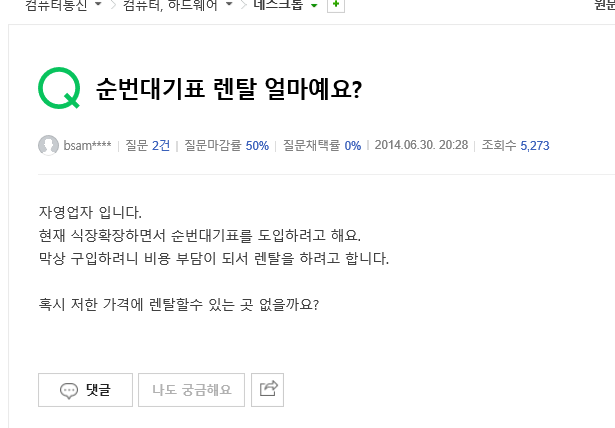 컴퓨터통신 컴퓨터, 하드웨어 데스크톱 원문
순번대기표 렌탈 얼마예요?
bsam**** 질문 2건 질문마감률 50% 질문채택률 0% 2014.06.30. 20:28 조회수 5,273
자영업자 입니다.
현재 식장확장하면서 순번대기표를 도입하려고 해요.
막상 구입하려니 비용 부담이 되서 렌탈을 하려고 합니다.
혹시 저한 가격에 렌탈할수 있는 곳 없을까요?
댓글 나도 궁금해요